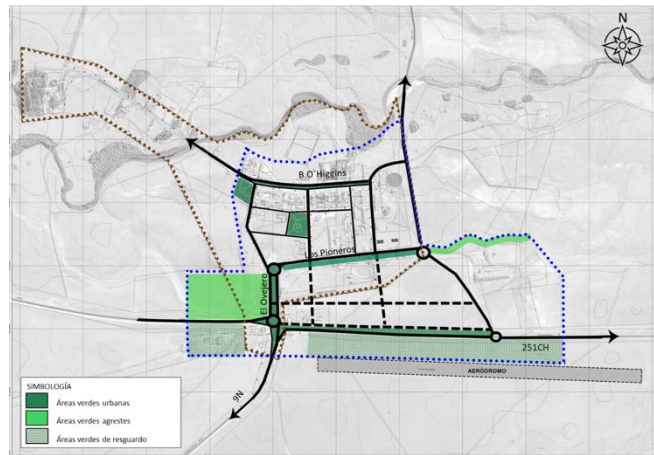 N
B.O´Higgins
Los Pioneros
El Ovejero
251CH
AERÓDROMO
9N
SIMBOLOGÍA
Áreas verdes urbanas
Áreas verdes agrestes
Áreas verdes de resguardo